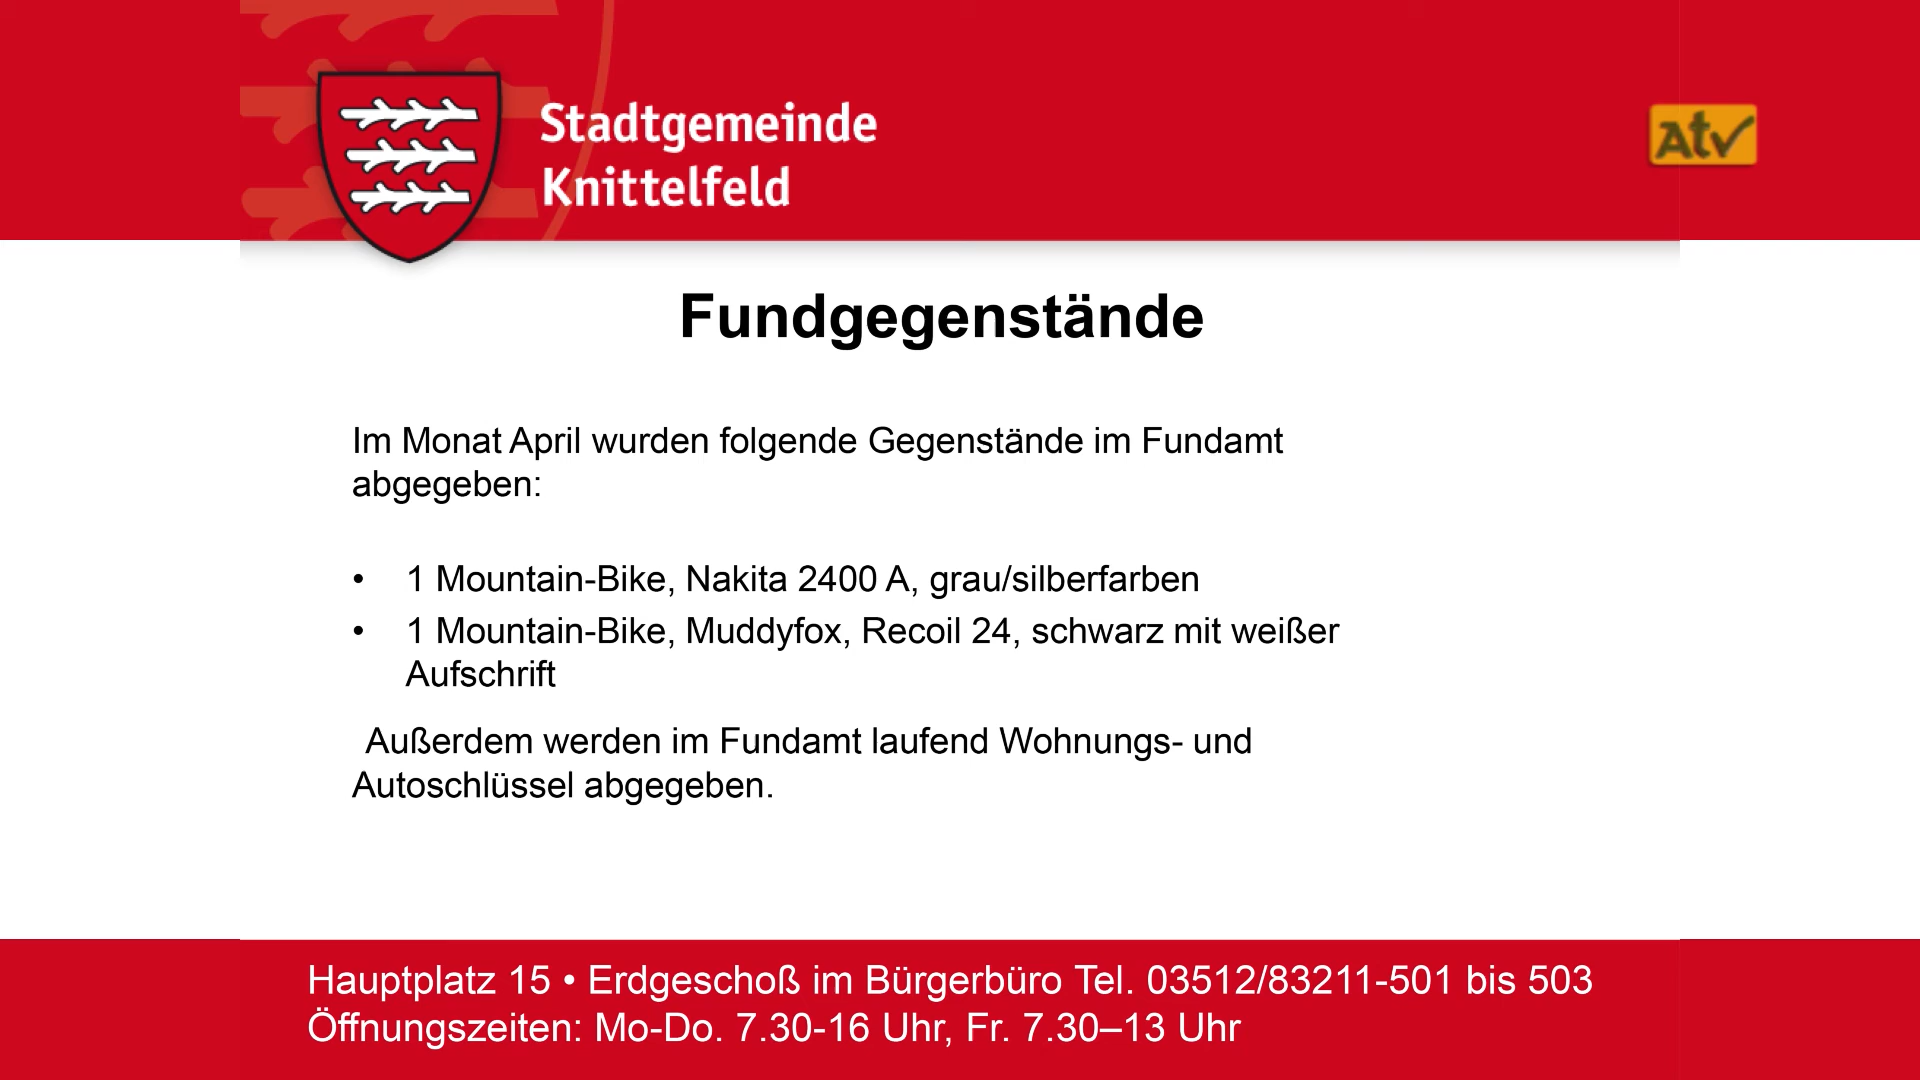 Stadtgemeinde
Knittelfeld
Atv
Fundgegenstände
Im Monat April wurden folgende Gegenstände im Fundamt
abgegeben:
• 1 Mountain-Bike, Nakita 2400 A, grau/silberfarben
• 1 Mountain-Bike, Muddyfox, Recoil 24, schwarz mit weißer
Aufschrift
Außerdem werden im Fundamt laufend Wohnungs- und
Autoschlüssel abgegeben.
Hauptplatz 15 • Erdgeschoß im Bürgerbüro Tel. 03512/83211-501 bis 503
Öffnungszeiten: Mo-Do. 7.30-16 Uhr, Fr. 7.30–13 Uhr